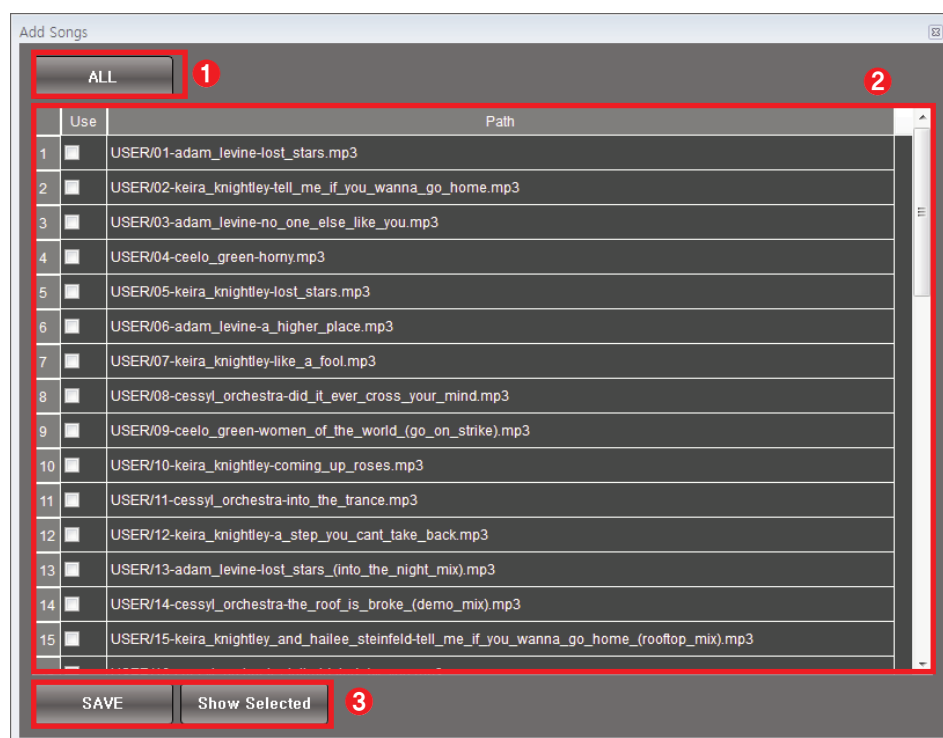 Add Songs
ALL
1
2
Use Path
1 USER/01-adam_levine-lost_stars.mp3
2 USER/02-keira_knightley-tell_me_if_you_wanna_go_home.mp3
3 USER/03-adam_levine-no_one_else_like_you.mp3
4 USER/04-ceelo_green-horny.mp3
5 USER/05-keira_knightley-lost_stars.mp3
6 USER/06-adam_levine-a_higher_place.mp3
7 USER/07-keira_knightley-like_a_fool.mp3
8 USER/08-cessyl_orchestra-did_it_ever_cross_your_mind.mp3
9 USER/09-ceelo_green-women_of_the_world_(go_on_strike).mp3
10 USER/10-keira_knightley-coming_up_roses.mp3
11 USER/11-cessyl_orchestra-into_the_trance.mp3
12 USER/12-keira_knightley-a_step_you_cant_take_back.mp3
13 USER/13-adam_levine-lost_stars_(into_the_night_mix).mp3
14 USER/14-cessyl_orchestra-the_roof_is_broke_(demo_mix).mp3
15 USER/15-keira_knightley_and_hailee_steinfeld-tell_me_if_you_wanna_go_home_(rooftop_mix).mp3
SAVE Show Selected 3